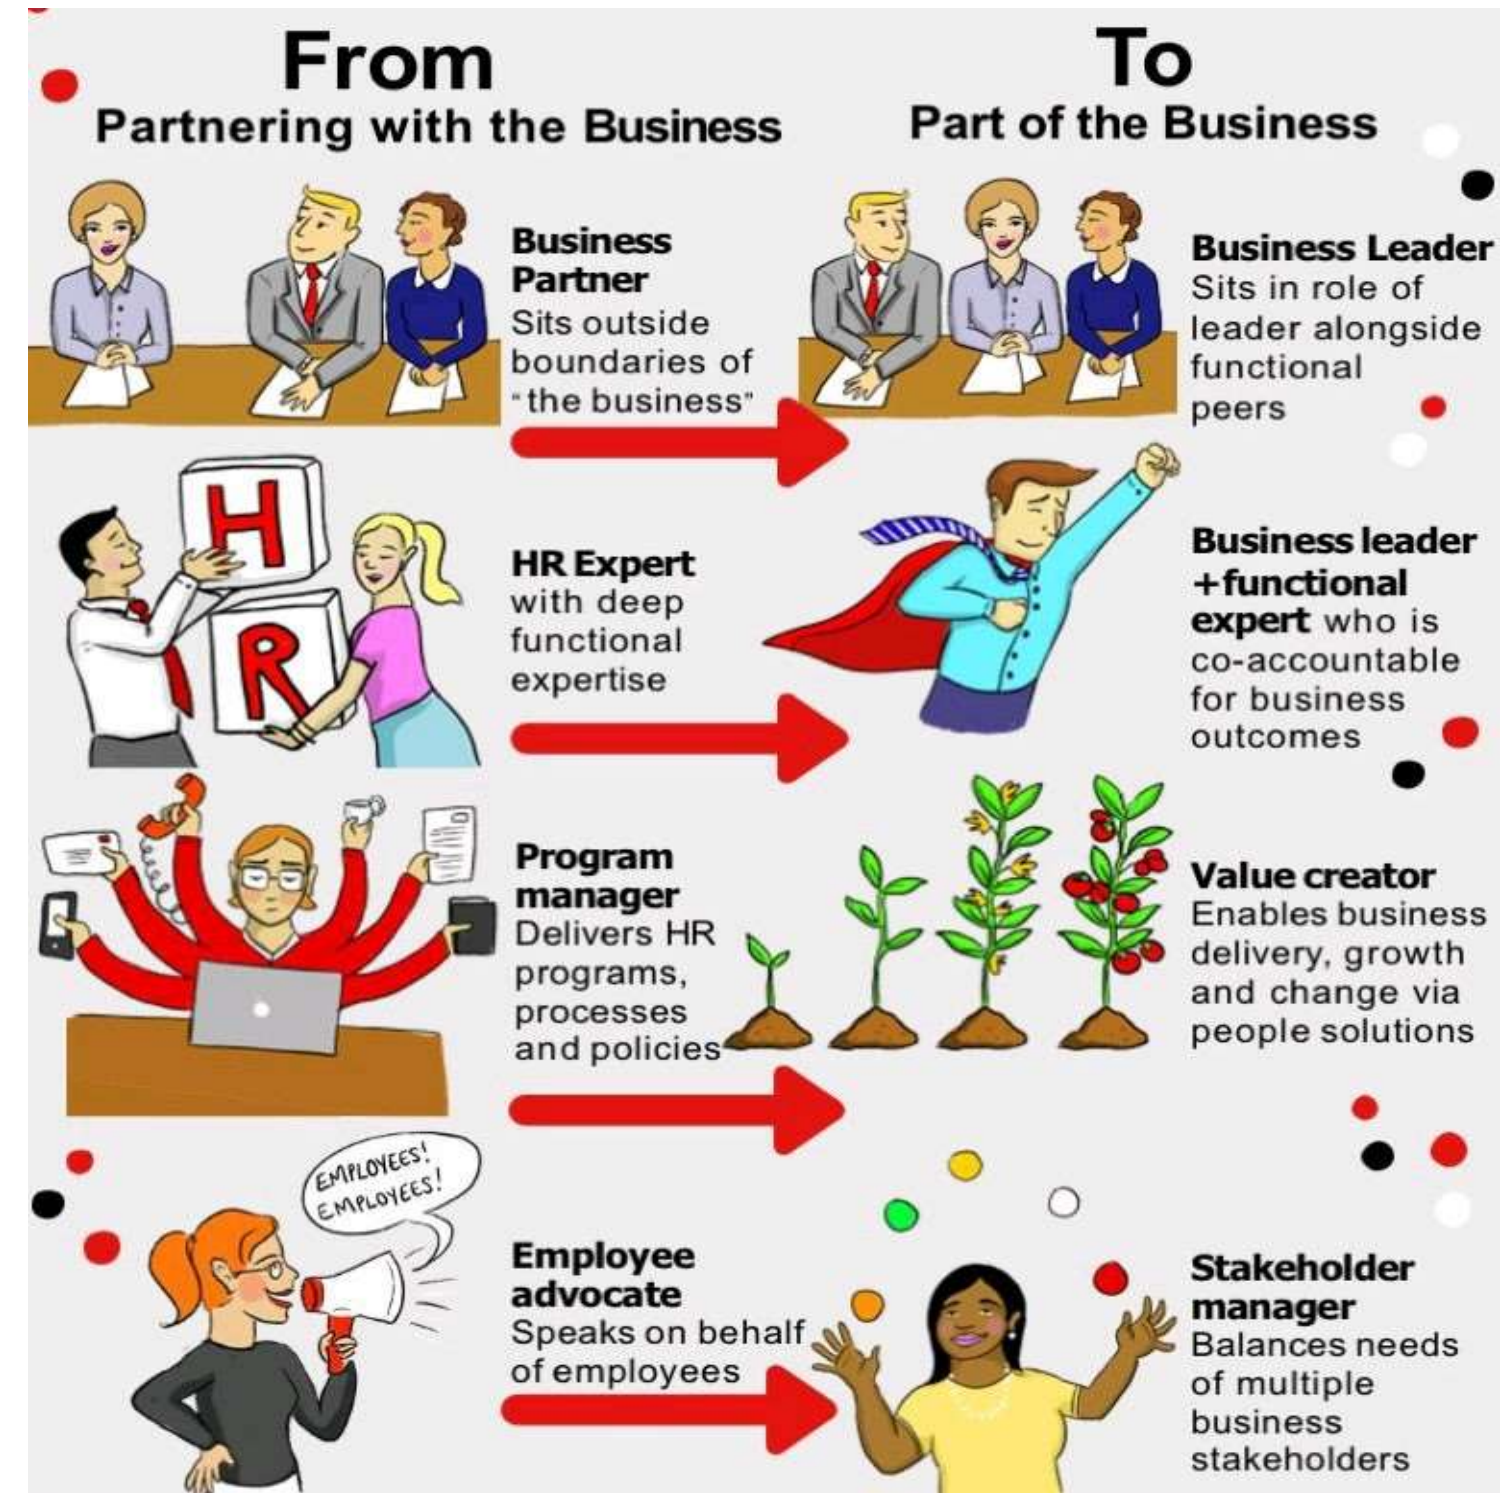 From
Partnering with the Business
To
Part of the Business
Business
Partner
Sits outside
boundaries of
"the business"
Business Leader
Sits in role of
leader alongside
functional
peers
H
R
HR Expert
with deep
functional
expertise
Business leader
+functional
expert who is
co-accountable
for business
outcomes
Program
manager
Delivers HR
programs,
processes
and policies
Value creator
Enables business
delivery, growth
and change via
people solutions
EMPLOYEES!
EMPLOYEES!
Employee
advocate
Speaks on behalf
of employees
Stakeholder
manager
Balances needs
of multiple
business
stakeholders